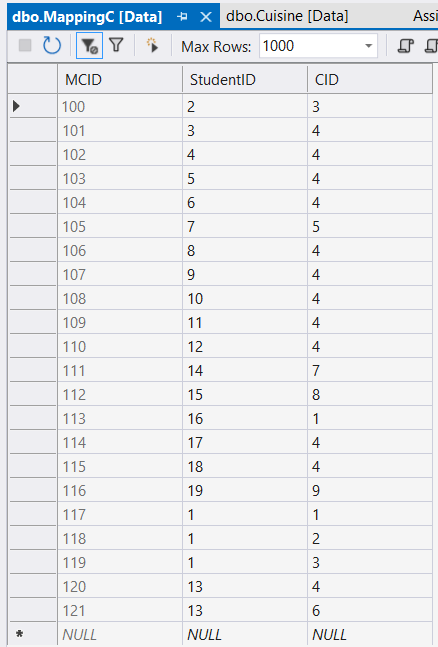 dbo.MappingC [Data] dbo.Cuisine [Data] Assi
Max Rows: 1000
MCID StudentID CID
100 2 3
101 3 4
102 4 4
103 5 4
104 6 4
105 7 5
106 8 4
107 9 4
108 10 4
109 11 4
110 12 4
111 14 7
112 15 8
113 16 1
114 17 4
115 18 4
116 19 9
117 1 1
118 1 2
119 1 3
120 13 4
121 13 6
NULL NULL NULL